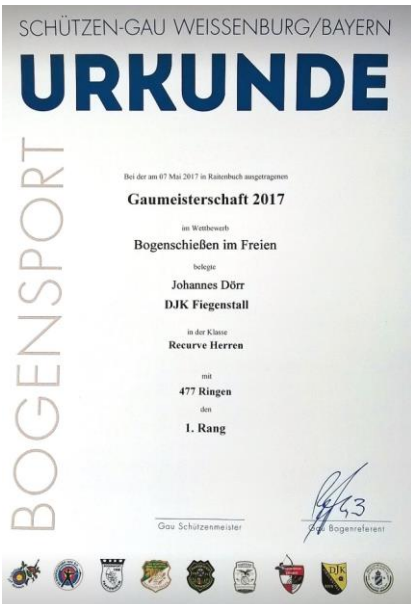 SCHÜTZEN-GAU WEISSENBURG/BAYERN
URKUNDE
BOGENSPORT
Bei der am 07 Mai 2017 in Raitenbuch ausgetragenen
Gaumeisterschaft 2017
im Wettbewerb
Bogenschießen im Freien
belegte
Johannes Dörr
DJK Fiegenstall
in der Klasse
Recurve Herren
mit
477 Ringen
den
1. Rang
Gau Schützenmeister
Gau Bogenreferent
DJK